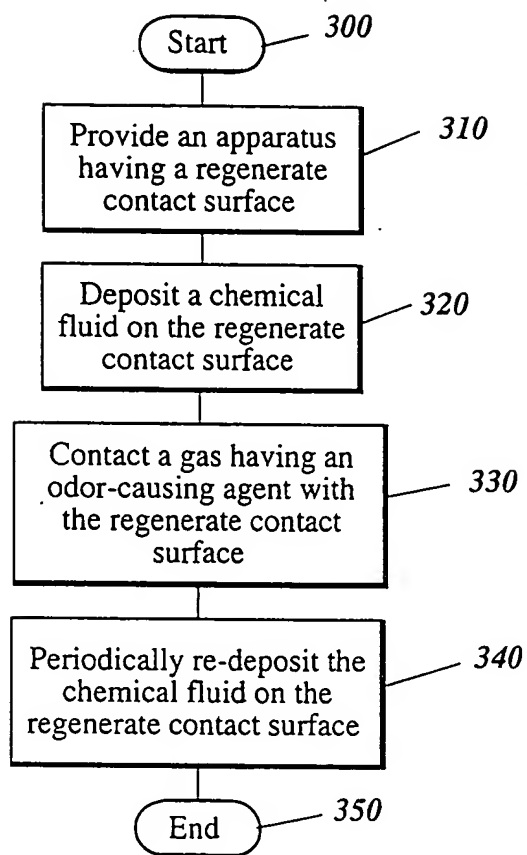 Start
300
Provide an apparatus
having a regenerate
contact surface
310
Deposit a chemical
fluid on the regenerate
contact surface
320
Contact a gas having an
odor-causing agent with
the regenerate contact
surface
330
Periodically re-deposit the
chemical fluid on the
regenerate contact surface
340
End
350